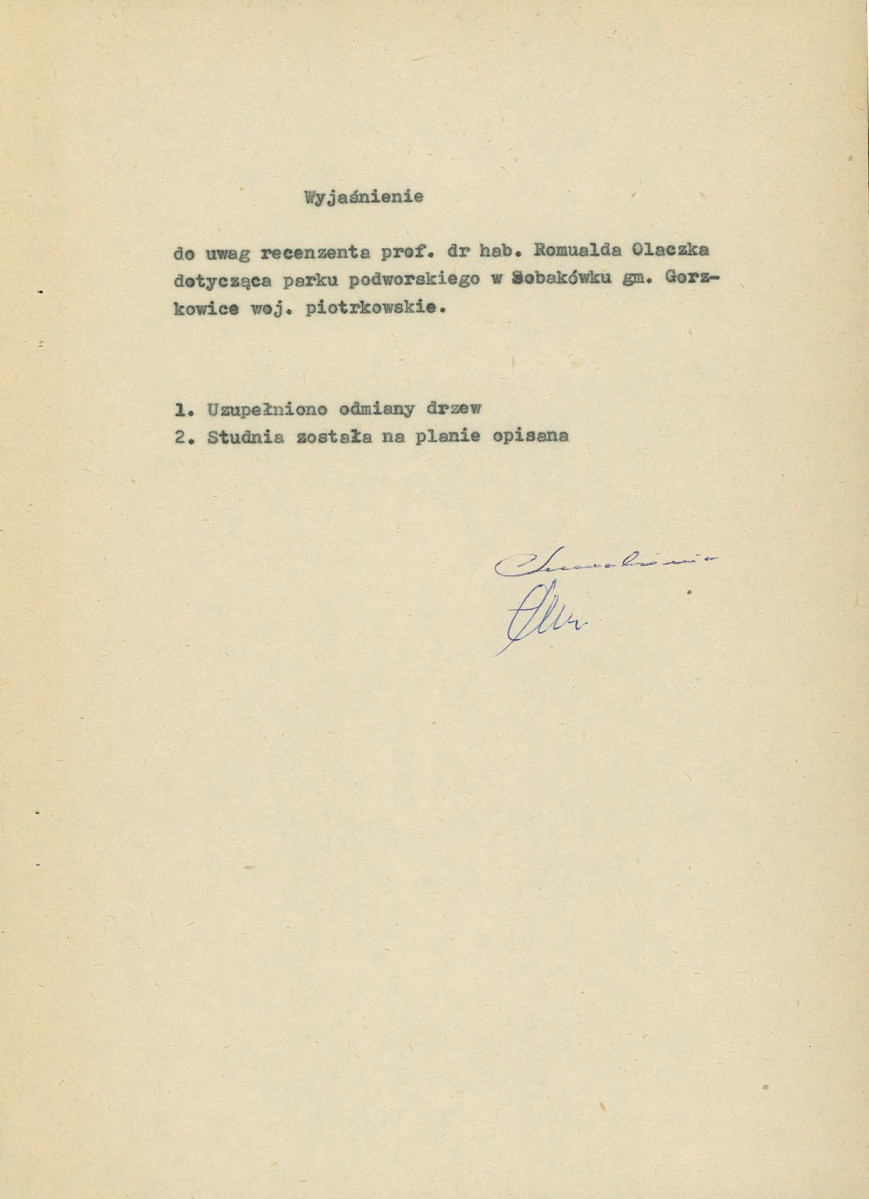 Wyjaśnienie
do uwag recenzenta prof. dr hab. Romualda Olaczka
dotycząca parku podworskiego w Sobakówku gm. Gorz-
kowice woj. piotrkowskie.
1. Uzupełniono odmiany drzew
2. Studnia została na planie opisana